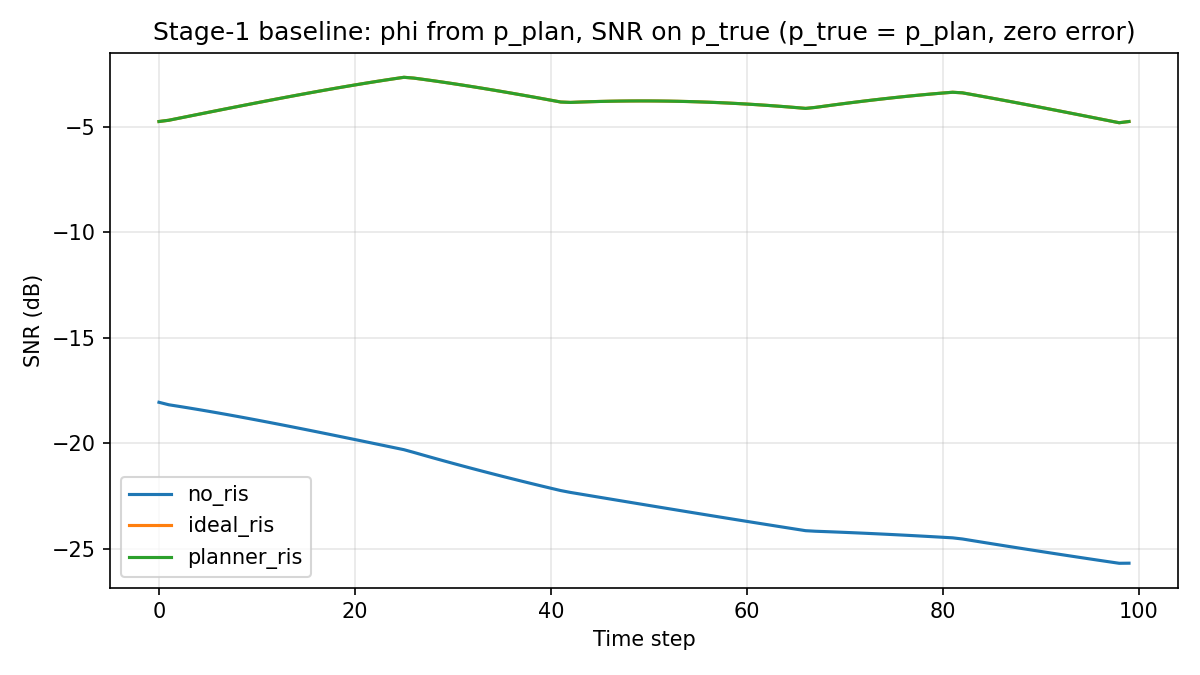 Stage-1 baseline: phi from p_plan, SNR on p_true (p_true = p_plan, zero error)
SNR (dB)
−5
−10
−15
−20
−25
no_ris
ideal_ris
planner_ris
0
20
40
60
80
100
Time step